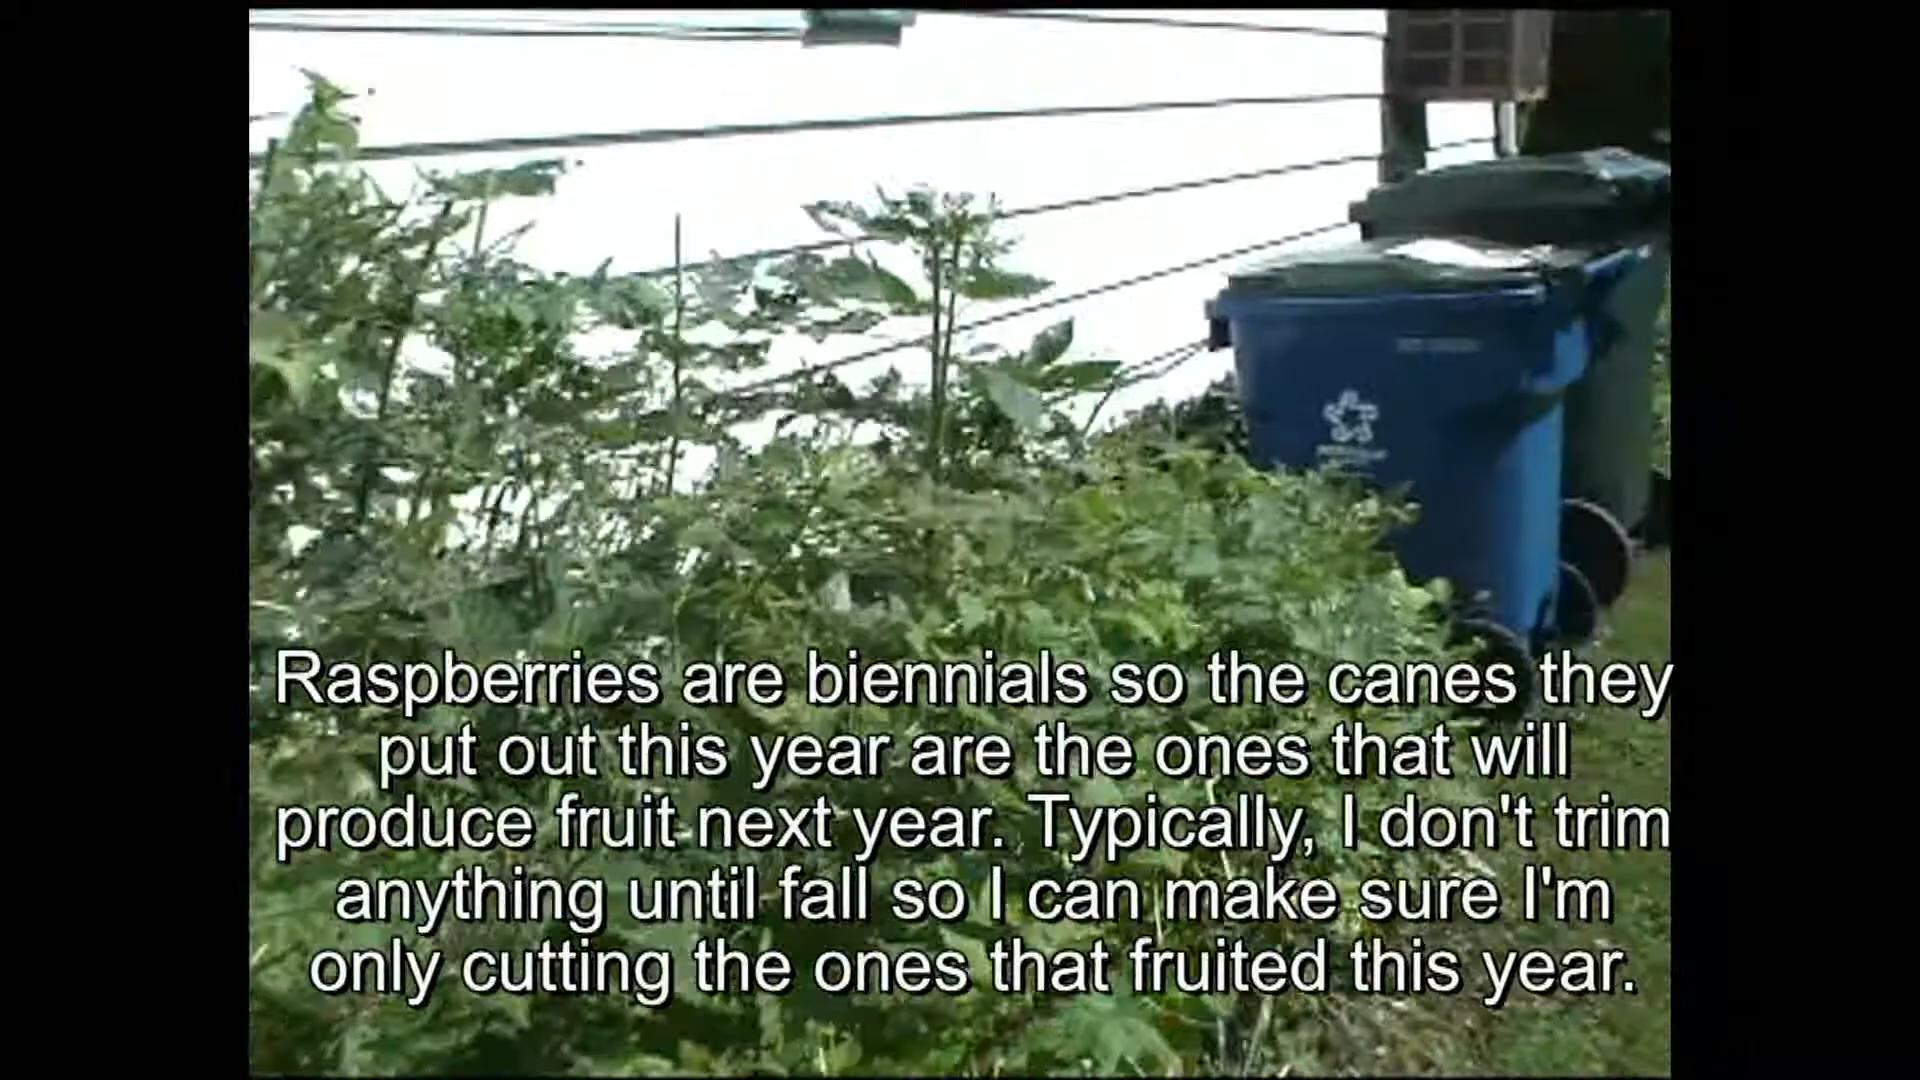 Raspberries are biennials so the canes they
put out this year are the ones that will
produce fruit next year. Typically, I don't trim
anything until fall so I can make sure I'm
only cutting the ones that fruited this year.